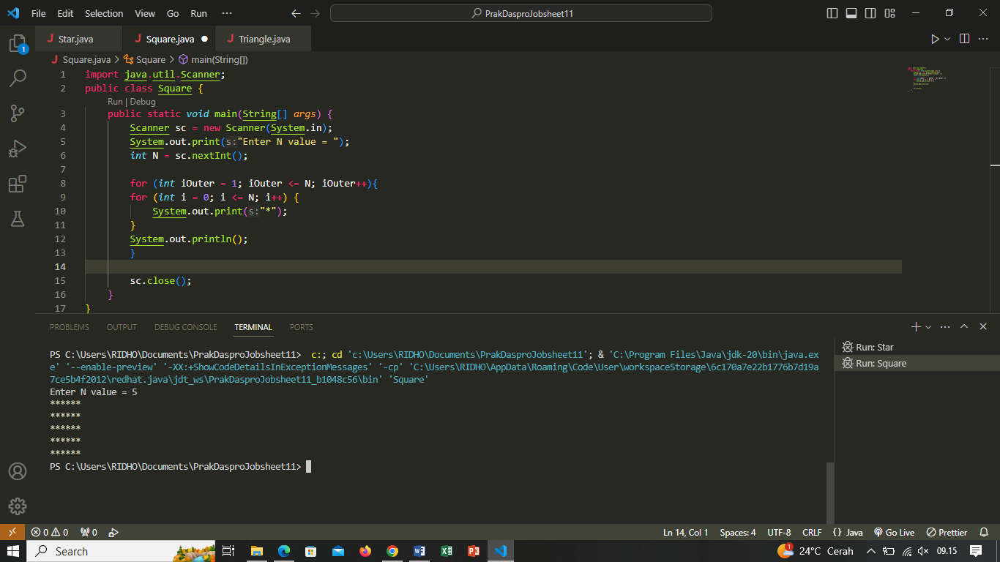 File Edit Selection View Go Run ··· PrakDasproJobsheet11
Star.java Square.java Triangle.java
Square.java > Square > main(String[])
1 import java.util.Scanner;
2 public class Square {
Run | Debug
3 public static void main(String[] args) {
4 Scanner sc = new Scanner(System.in);
5 System.out.print(s:"Enter N value = ");
6 int N = sc.nextInt();
7
8 for (int iOuter = 1; iOuter <= N; iOuter++){
9 for (int i = 0; i <= N; i++) {
10 System.out.print(s:"*");
11 }
12 System.out.println();
13 }
14
15 sc.close();
16 }
17 }
PROBLEMS OUTPUT DEBUG CONSOLE TERMINAL PORTS
PS C:\Users\RIDHO\Documents\PrakDasproJobsheet11> c:; cd 'c:\Users\RIDHO\Documents\PrakDasproJobsheet11'; & 'C:\Program Files\Java\jdk-20\bin\java.ex
e' '--enable-preview' '-XX:+ShowCodeDetailsInExceptionMessages' '-cp' 'C:\Users\RIDHO\AppData\Roaming\Code\User\workspaceStorage\6c170a7e22b1776b7d19a
7ce5b4f2012\redhat.java\jdt_ws\PrakDasproJobsheet11_b1048c56\bin' 'Square'
Enter N value = 5
******
******
******
******
******
PS C:\Users\RIDHO\Documents\PrakDasproJobsheet11>
Run: Star
Run: Square
1
0 0 0 Ln 14, Col 1 Spaces: 4 UTF-8 CRLF {} Java Go Live Prettier
Search 1 24°C Cerah 09.15